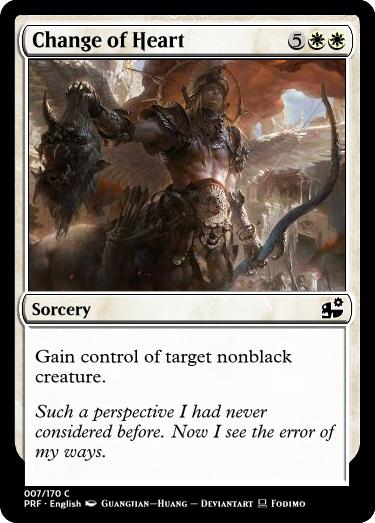 Change of Heart 5
Sorcery
Gain control of target nonblack
creature.
Such a perspective I had never
considered before. Now I see the error of
my ways.
007/170 C
PRF • English Guangjian-Huang – Deviantart Fodimo